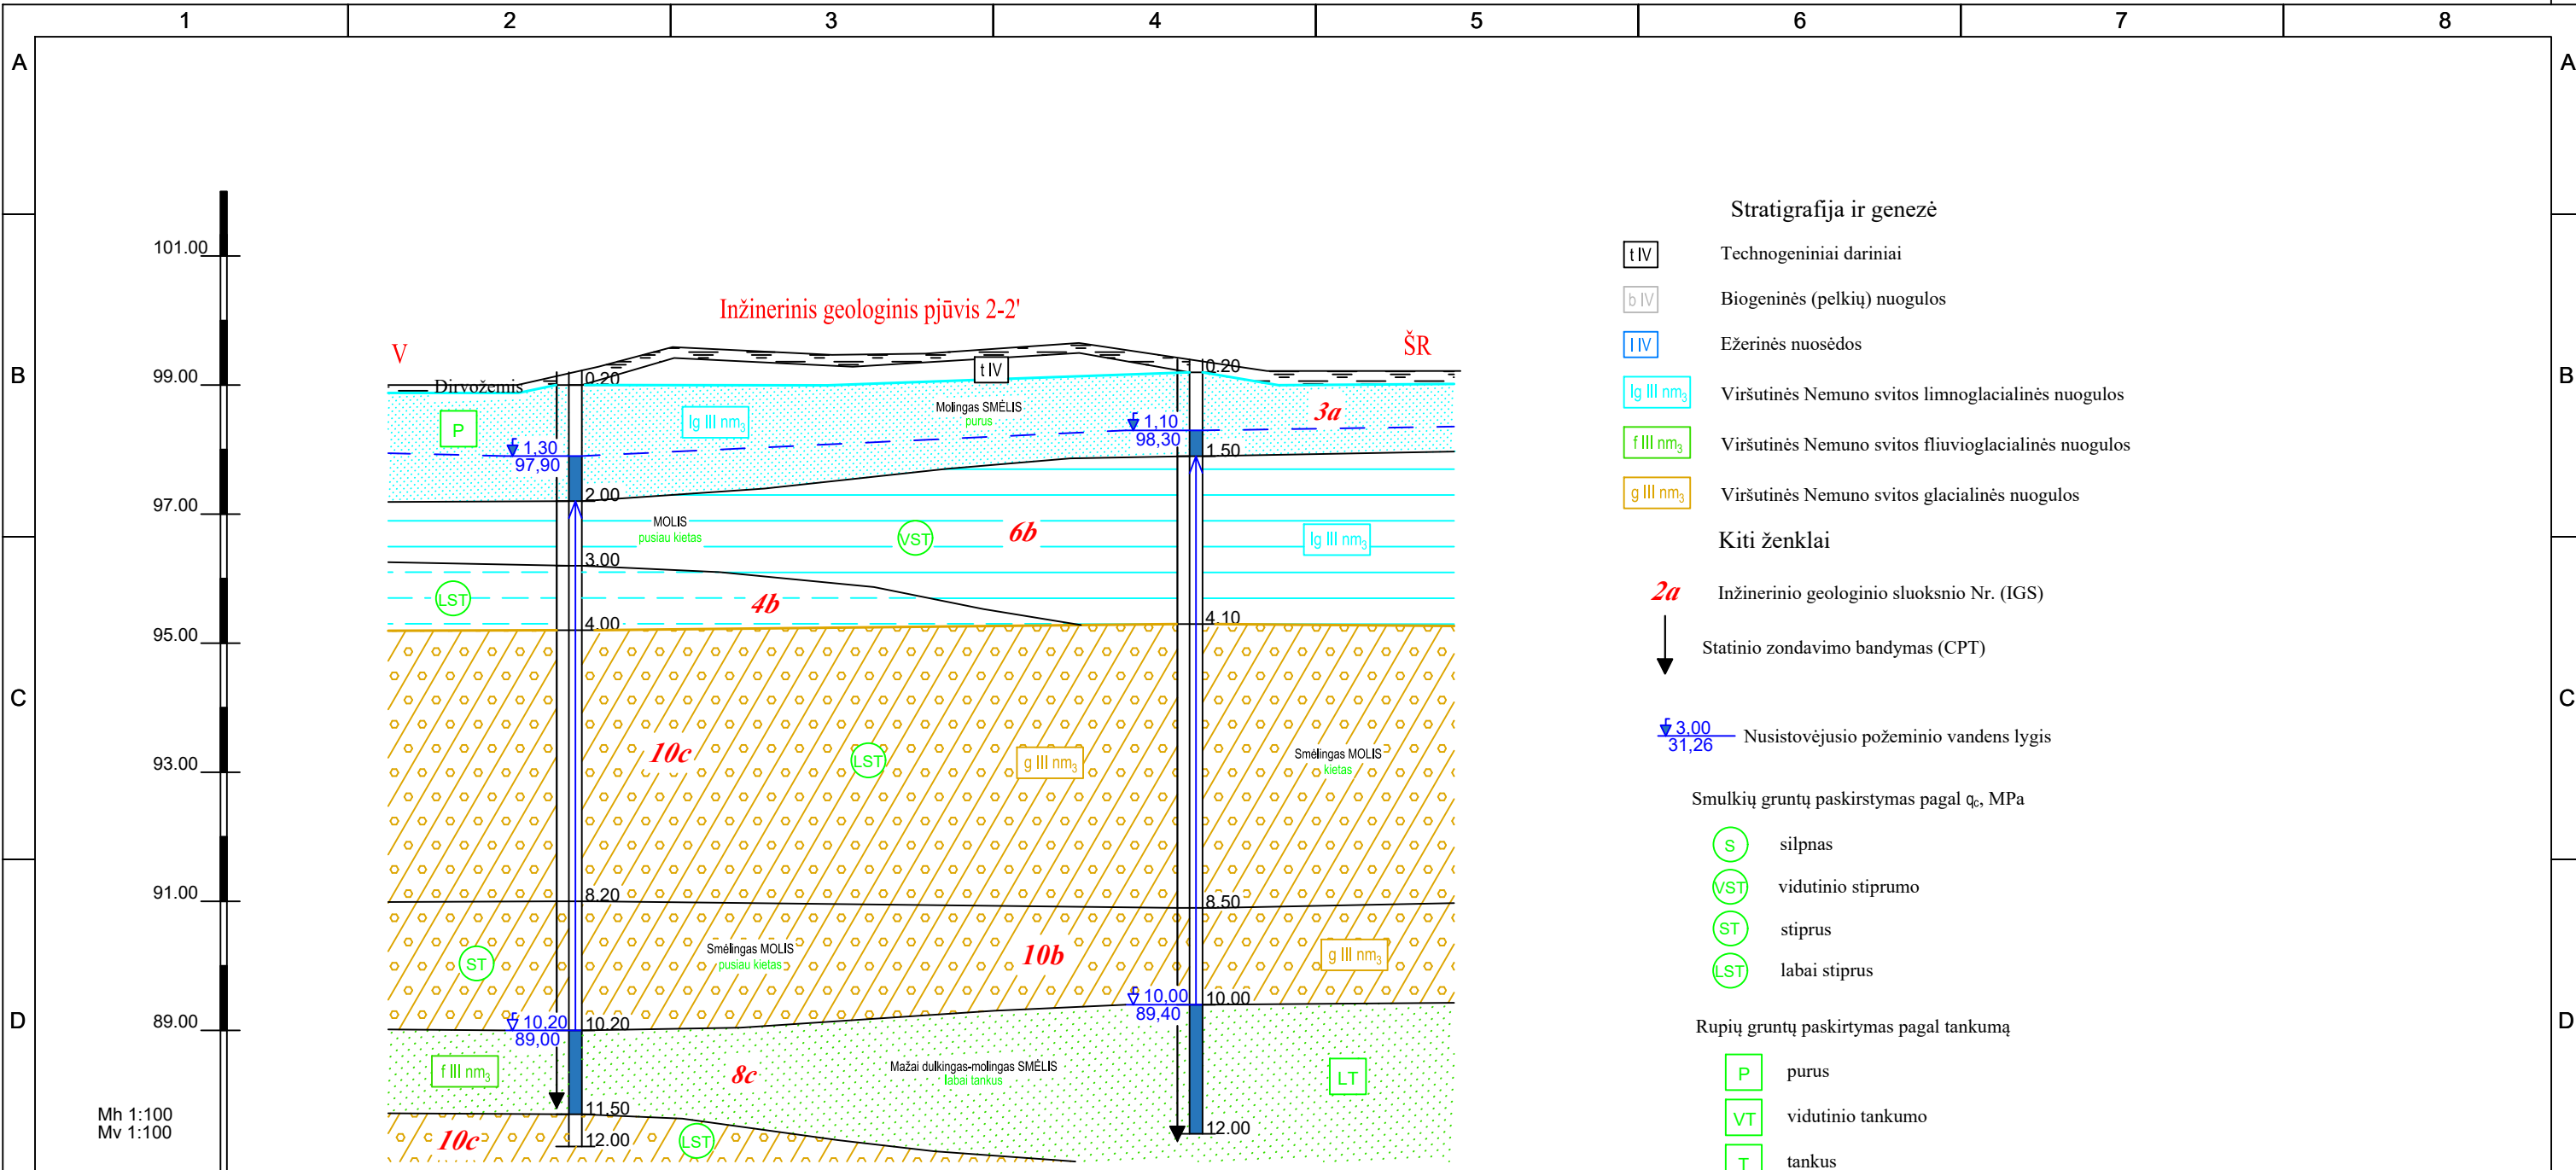 1 2 3 4 5 6 7 8
A A
B B
C C
D D
101.00
99.00
97.00
95.00
93.00
91.00
89.00
Mh 1:100
Mv 1:100
Inžinerinis geologinis pjūvis 2-2'
V
ŠR
Dirvožemis
0.20
t IV
0.20
P
lg III nm3
Molingas SMĖLIS
purus
3a
1,30
97,90
1,10
98,30
1.50
2.00
MOLIS
pusiau kietas
VST
6b
lg III nm3
3.00
LST
4b
4.00
4.10
10c
LST
g III nm3
Smėlingas MOLIS
kietas
8.20
8.50
ST
Smėlingas MOLIS
pusiau kietas
10b
g III nm3
10,20
89,00
10.20
10,00
89,40
10.00
f III nm3
8c
Mažai dulkingas-molingas SMĖLIS
labai tankus
LT
11.50
10c
12.00
LST
12.00
Stratigrafija ir genezė
t IV Technogeniniai dariniai
b IV Biogeninės (pelkių) nuogulos
l IV Ežerinės nuosėdos
lg III nm3 Viršutinės Nemuno svitos limnoglacialinės nuogulos
f III nm3 Viršutinės Nemuno svitos fliuvioglacialinės nuogulos
g III nm3 Viršutinės Nemuno svitos glacialinės nuogulos
Kiti ženklai
2a Inžinerinio geologinio sluoksnio Nr. (IGS)
Statinio zondavimo bandymas (CPT)
3,00
31,26 Nusistovėjusio požeminio vandens lygis
Smulkių gruntų paskirstymas pagal qc, MPa
S silpnas
VST vidutinio stiprumo
ST stiprus
LST labai stiprus
Rupių gruntų paskirtymas pagal tankumą
P purus
VT vidutinio tankumo
T tankus